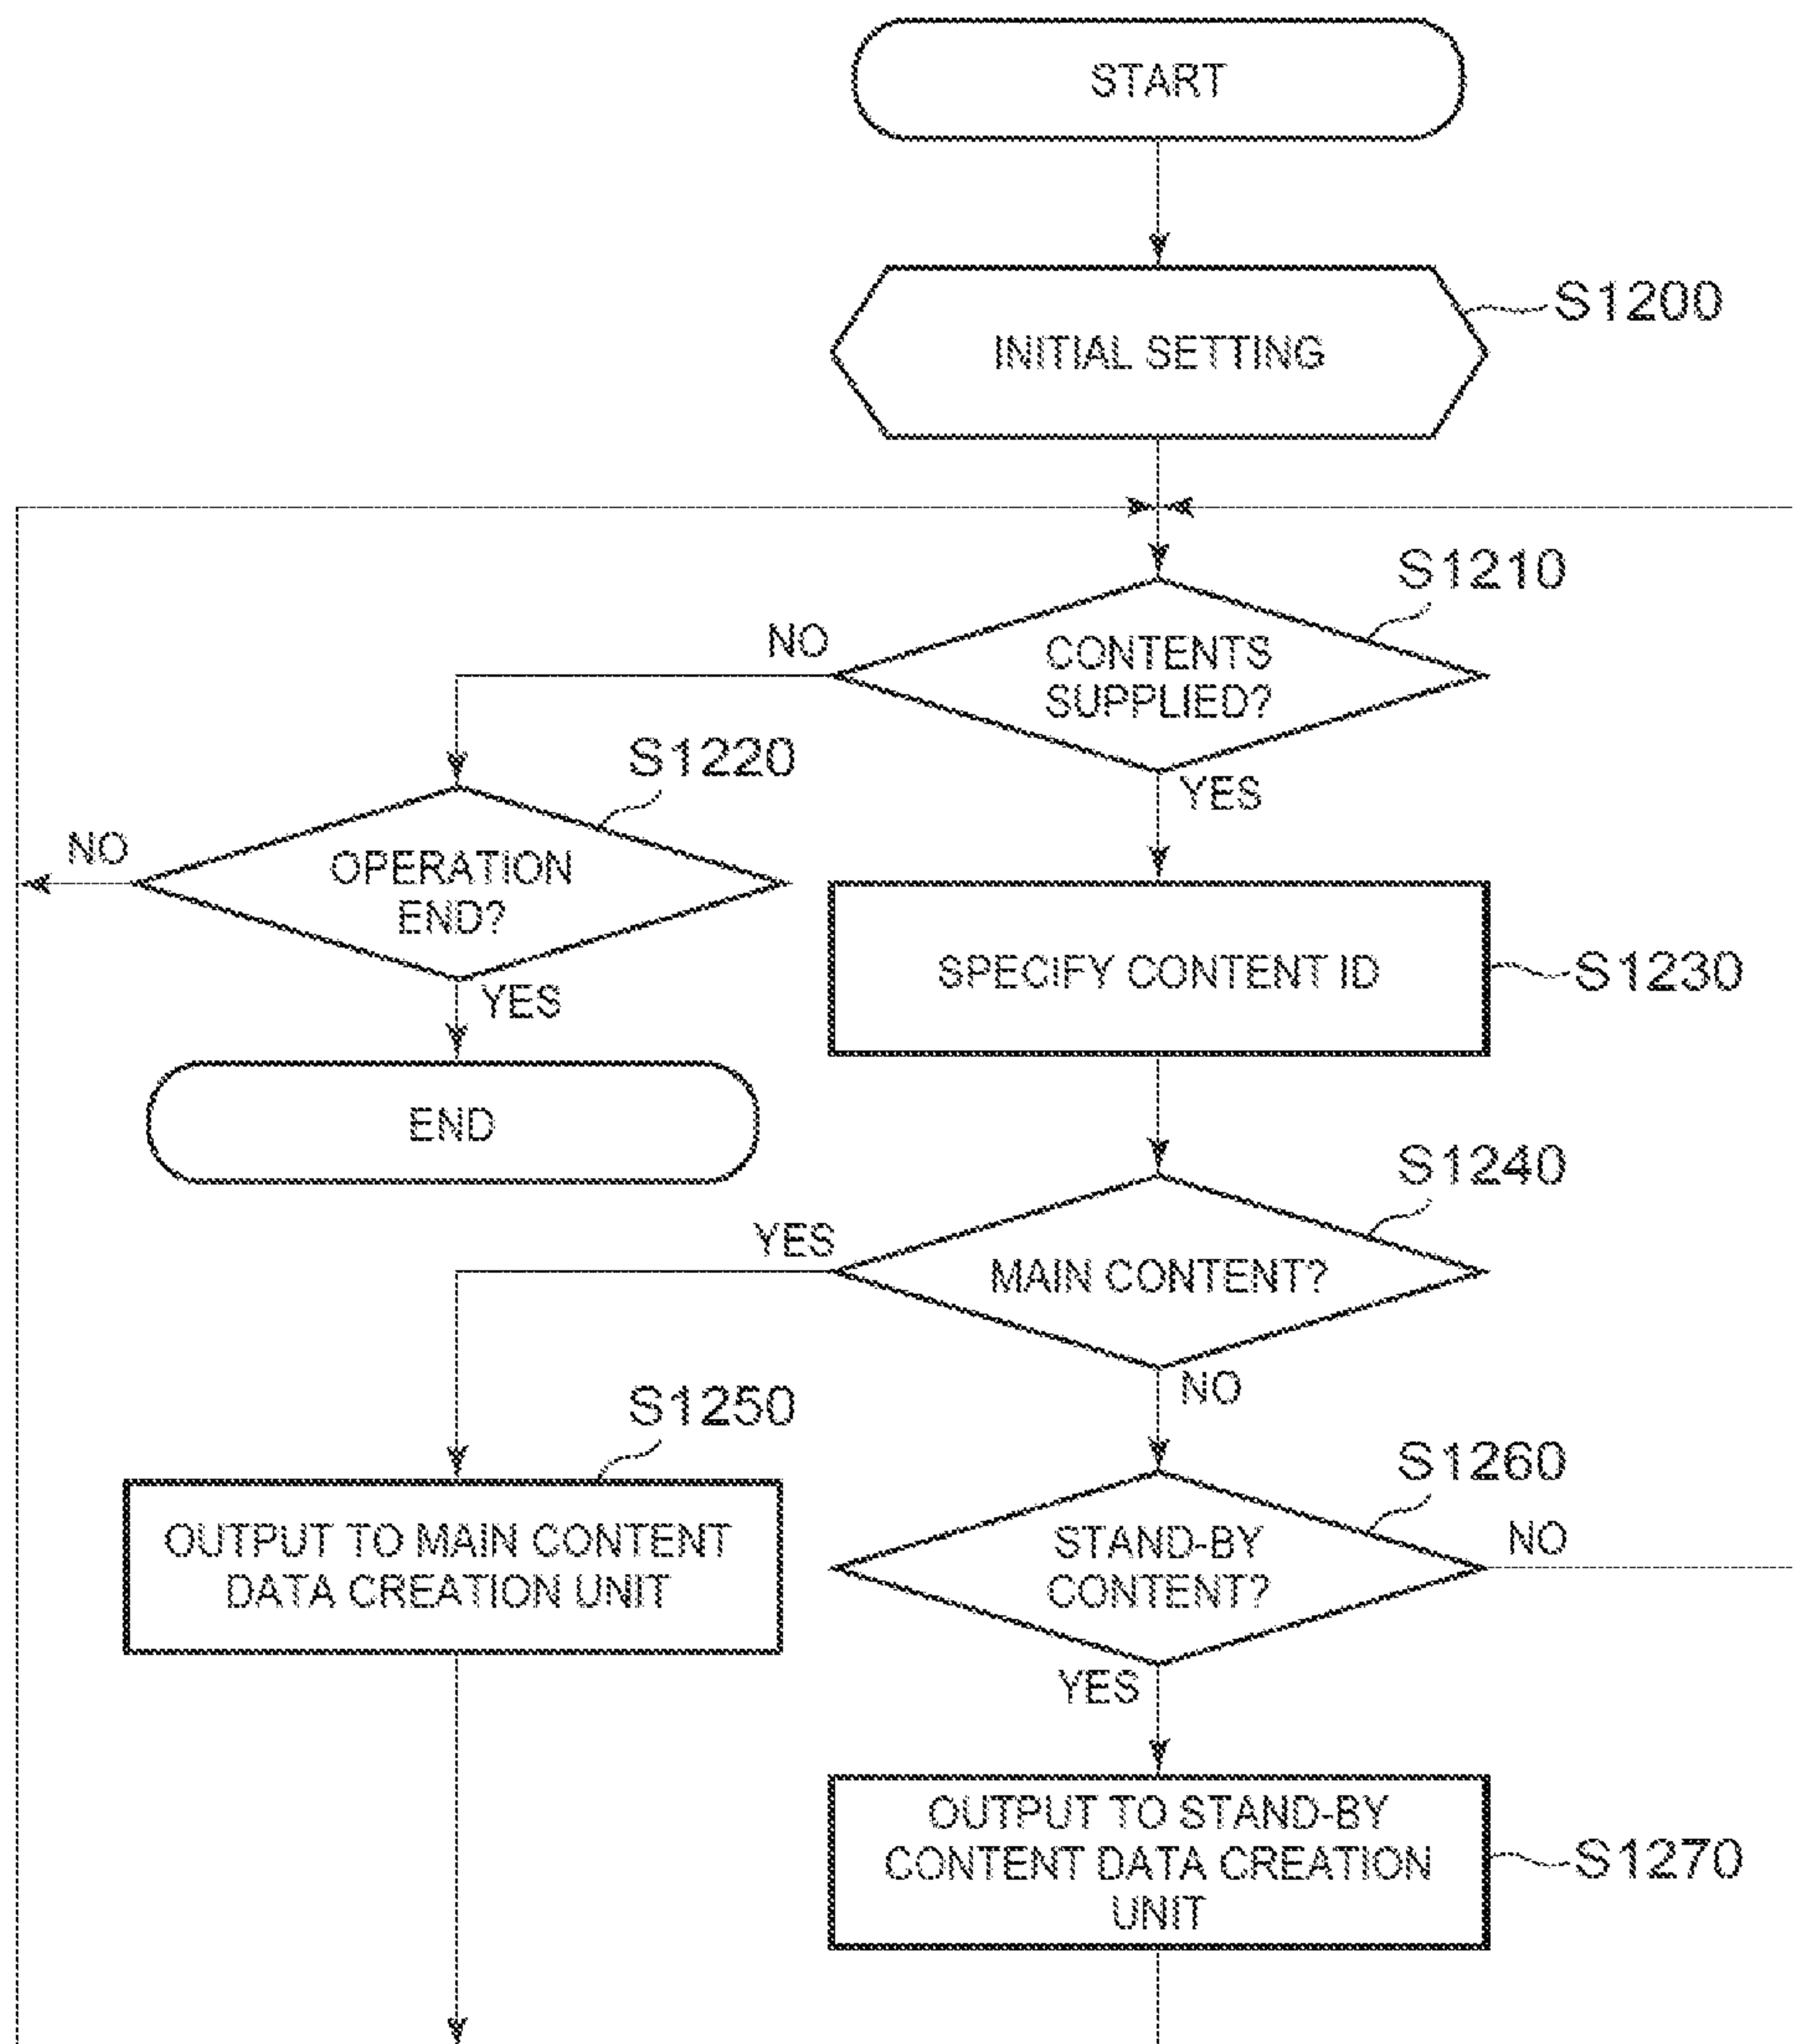 START
INITIAL SETTING
S1200
S1210
NO
CONTENTS
SUPPLIED?
YES
S1220
NO
OPERATION
END?
YES
SPECIFY CONTENT ID
S1230
END
S1240
YES
MAIN CONTENT?
NO
S1250
OUTPUT TO MAIN CONTENT
DATA CREATION UNIT
S1260
STAND-BY
CONTENT?
NO
YES
OUTPUT TO STAND-BY
CONTENT DATA CREATION
UNIT
S1270